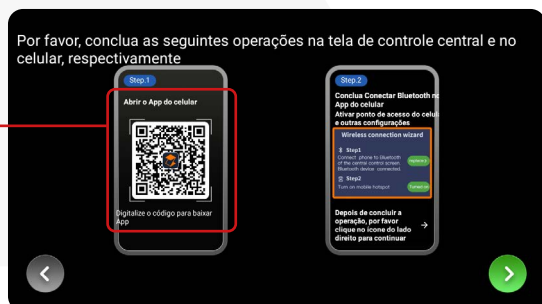 Por favor, conclua as seguintes operações na tela de controle central e no
celular, respectivamente
Step.1
Abrir o App do celular
Digitalize o código para baixar
App
Step.2
Conclua Conectar Bluetooth no
App do celular
Ativar ponto de acesso do celul
e outras configurações
Wireless connection wizard
Step1
Connect phone to Bluetooth
of the central control screen
Bluetooth device connected.
Step2
Turn on mobile hotspot
Turned on
Depois de concluir a
operação, por favor
clique no ícone do lado
direito para continuar